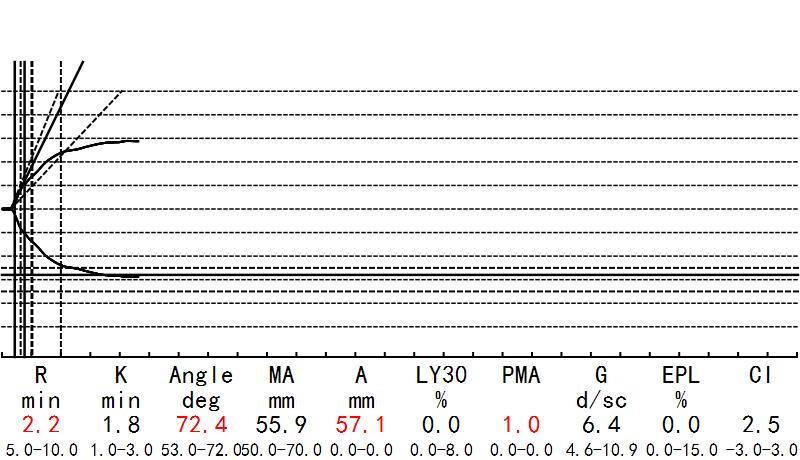 R K Angle MA A LY30 PMA G EPL CI
min min deg mm mm % d/sc %
2.2 1.8 72.4 55.9 57.1 0.0 1.0 6.4 0.0 2.5
5.0-10.0 1.0-3.0 53.0-72.0 50.0-70.0 0.0-0.0 0.0-8.0 0.0-0.0 4.6-10.9 0.0-15.0 -3.0-3.0